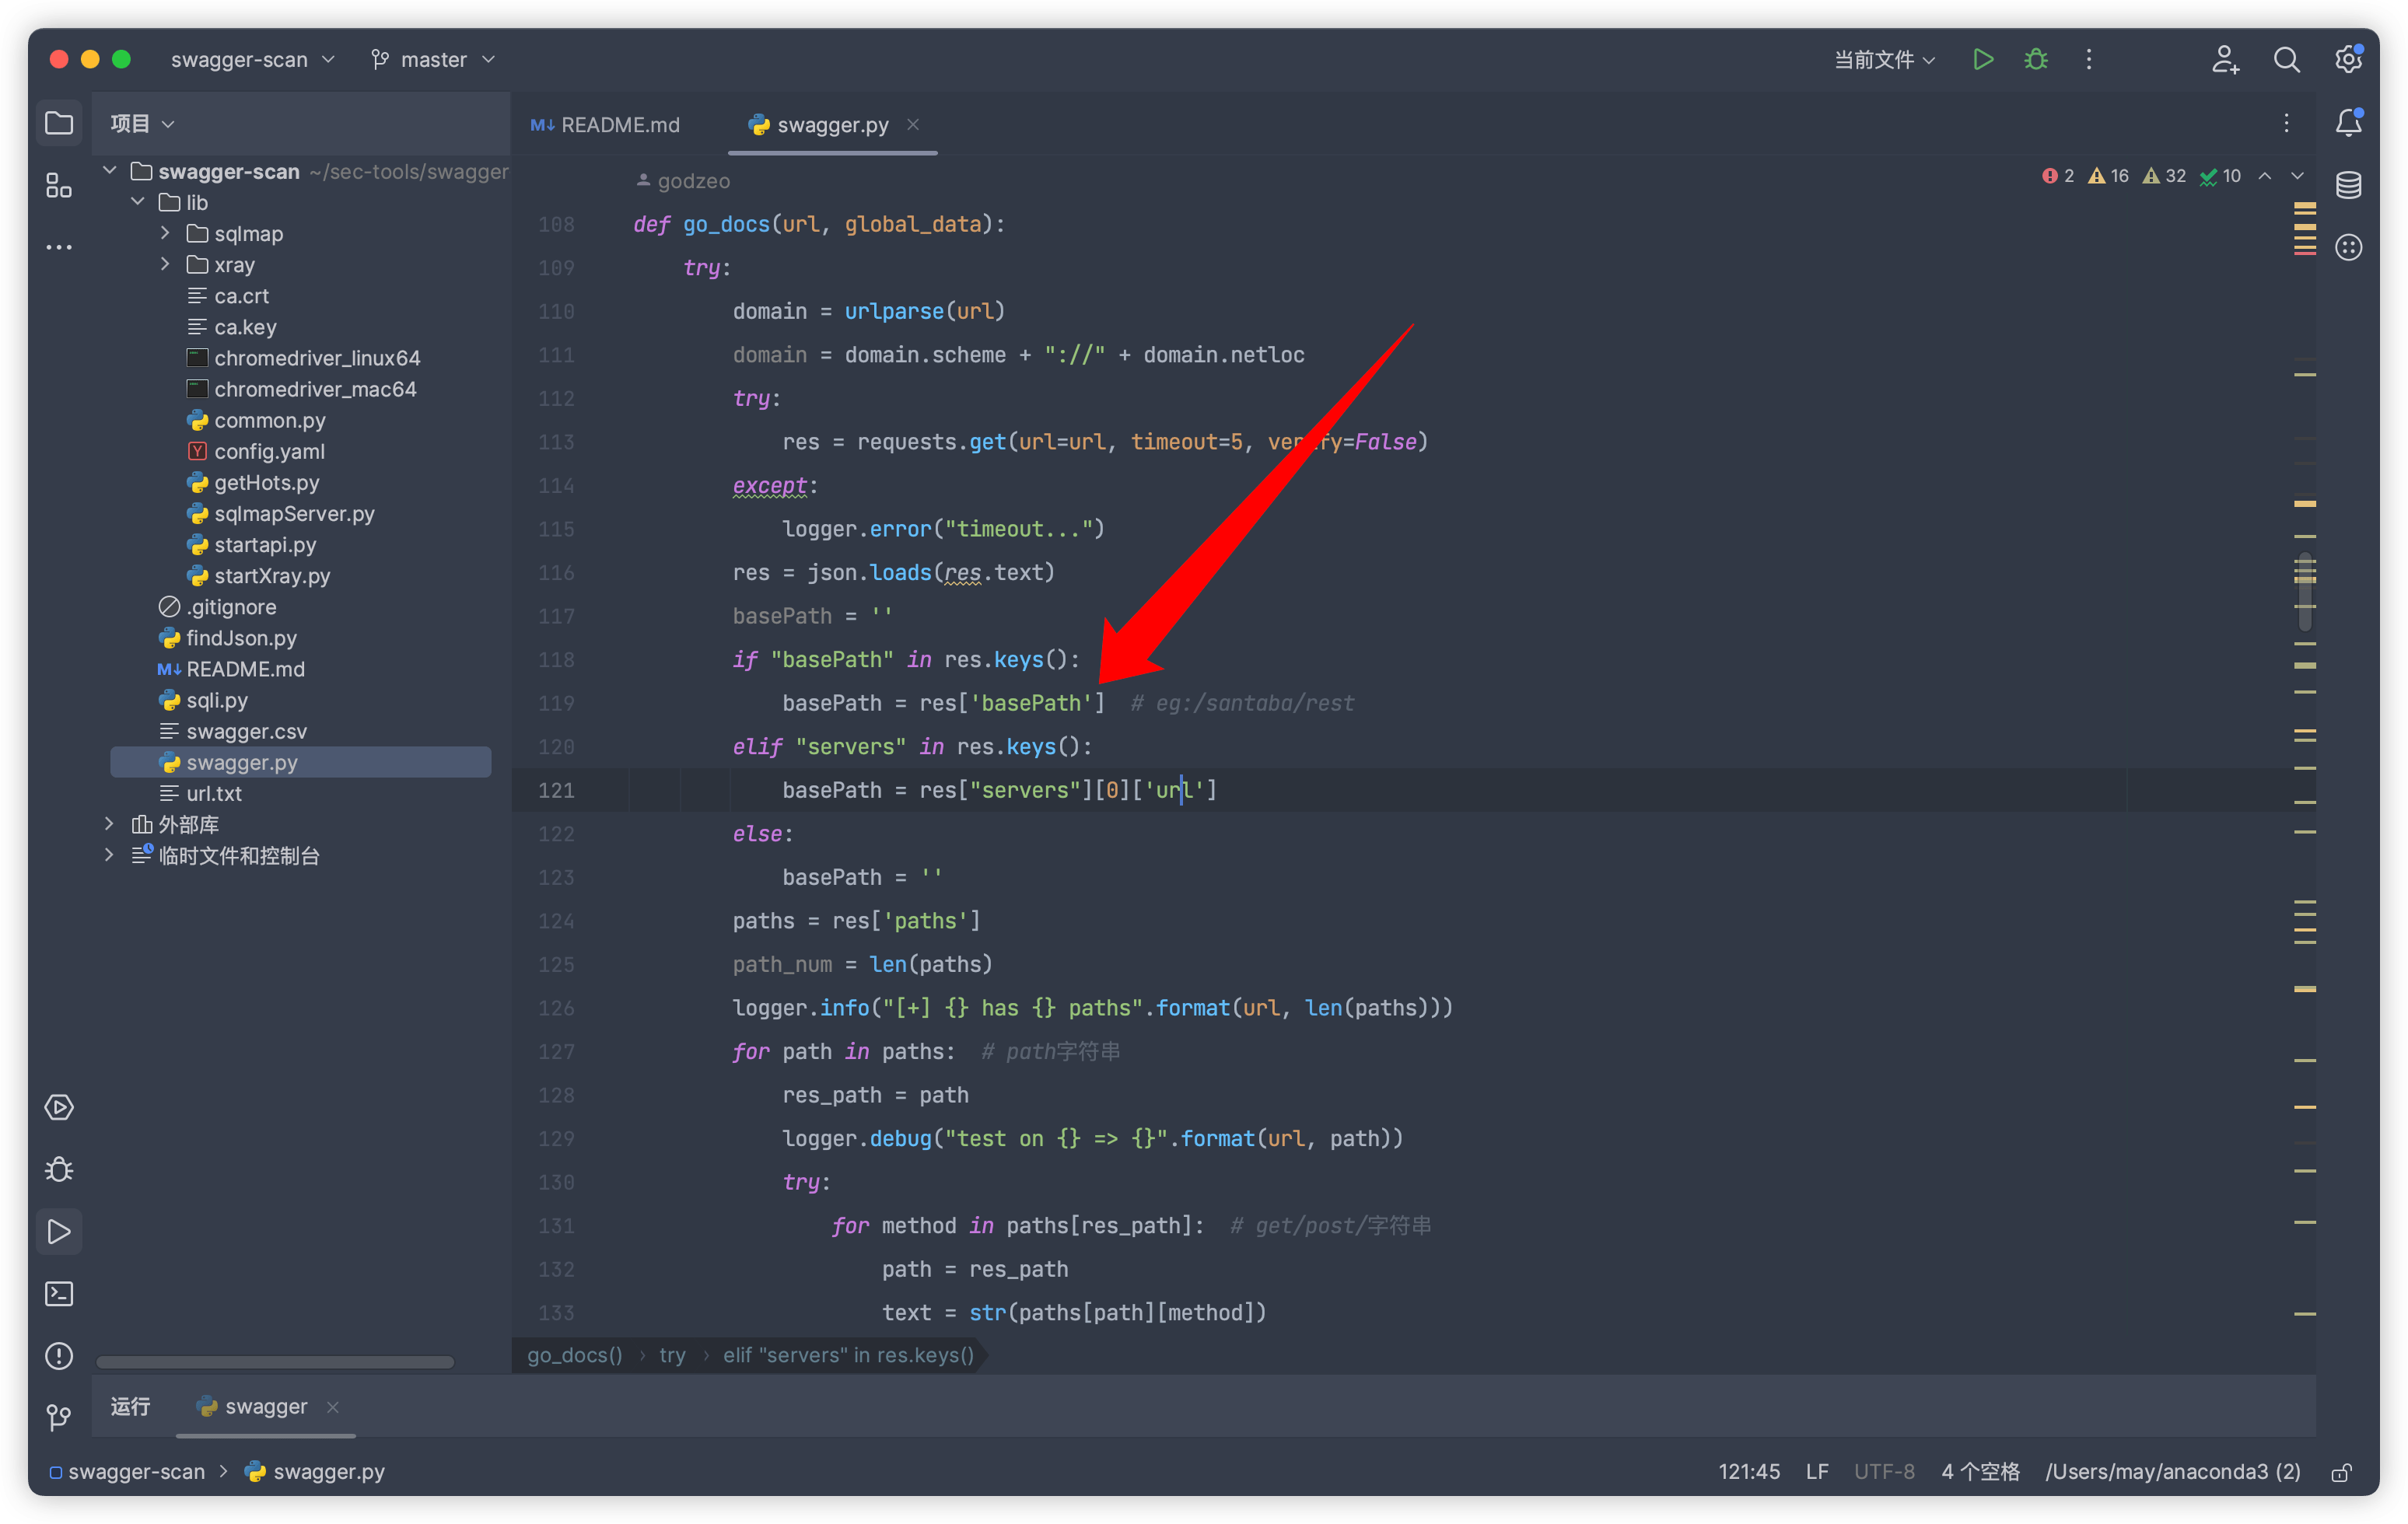 swagger-scan master 当前文件
项目
swagger-scan ~/sec-tools/swagger
lib
sqlmap
xray
ca.crt
ca.key
chromedriver_linux64
chromedriver_mac64
common.py
config.yaml
getHots.py
sqlmapServer.py
startapi.py
startXray.py
.gitignore
findJson.py
README.md
sqli.py
swagger.csv
swagger.py
url.txt
外部库
临时文件和控制台
README.md swagger.py
godzeo
2 16 32 10
108 def go_docs(url, global_data):
109 try:
110 domain = urlparse(url)
111 domain = domain.scheme + "://" + domain.netloc
112 try:
113 res = requests.get(url=url, timeout=5, verify=False)
114 except:
115 logger.error("timeout...")
116 res = json.loads(res.text)
117 basePath = ''
118 if "basePath" in res.keys():
119 basePath = res['basePath'] # eg:/santaba/rest
120 elif "servers" in res.keys():
121 basePath = res["servers"][0]['url']
122 else:
123 basePath = ''
124 paths = res['paths']
125 path_num = len(paths)
126 logger.info("[+] {} has {} paths".format(url, len(paths)))
127 for path in paths: # path字符串
128 res_path = path
129 logger.debug("test on {} => {}".format(url, path))
130 try:
131 for method in paths[res_path]: # get/post/字符串
132 path = res_path
133 text = str(paths[path][method])
go_docs() › try › elif "servers" in res.keys()
运行 swagger
swagger-scan > swagger.py 121:45 LF UTF-8 4 个空格 /Users/may/anaconda3 (2)